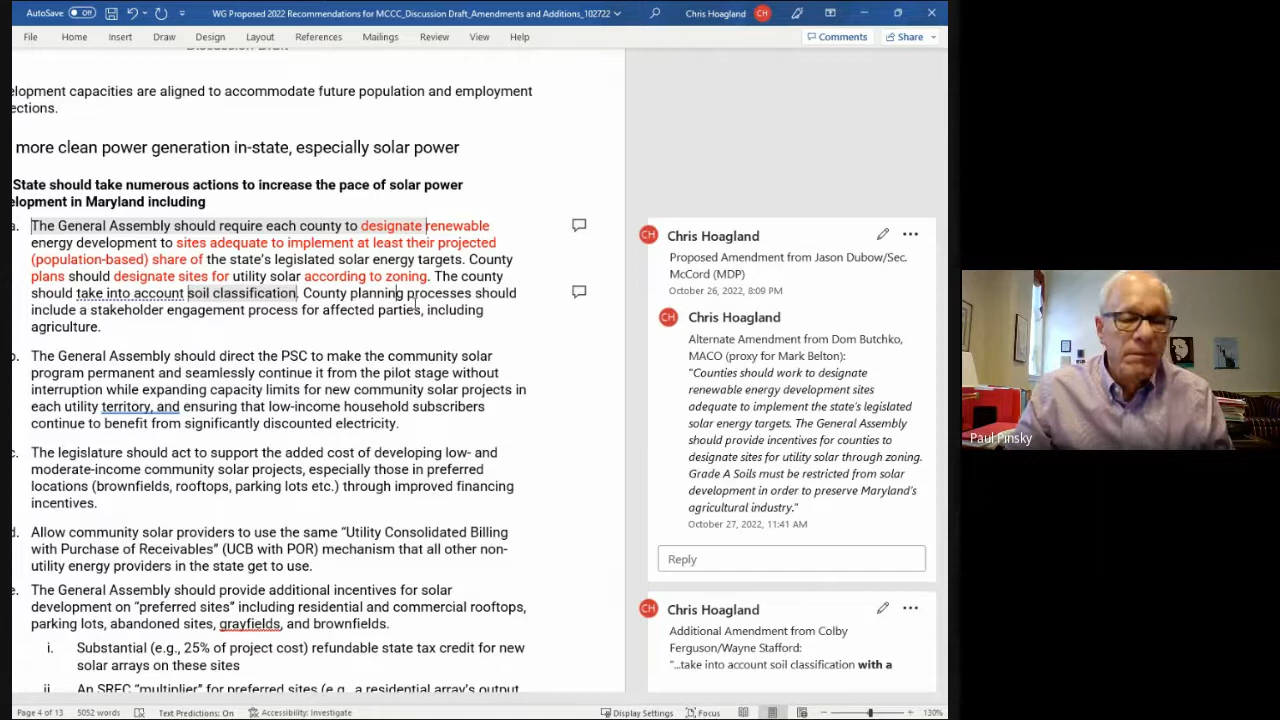 AutoSave Off
WG Proposed 2022 Recommendations for MCCC_Discussion Draft_Amendments and Additions_102722
Chris Hoagland CH
File Home Insert Draw Design Layout References Mailings Review View Help
Comments Share
Discussion Draft
elopment capacities are aligned to accommodate future population and employment
ections.
more clean power generation in-state, especially solar power
State should take numerous actions to increase the pace of solar power
elopment in Maryland including
a. The General Assembly should require each county to designate renewable
energy development to sites adequate to implement at least their projected
(population-based) share of the state's legislated solar energy targets. County
plans should designate sites for utility solar according to zoning. The county
should take into account soil classification. County planning processes should
include a stakeholder engagement process for affected parties, including
agriculture.
b. The General Assembly should direct the PSC to make the community solar
program permanent and seamlessly continue it from the pilot stage without
interruption while expanding capacity limits for new community solar projects in
each utility territory, and ensuring that low-income household subscribers
continue to benefit from significantly discounted electricity.
c. The legislature should act to support the added cost of developing low- and
moderate-income community solar projects, especially those in preferred
locations (brownfields, rooftops, parking lots etc.) through improved financing
incentives.
d. Allow community solar providers to use the same “Utility Consolidated Billing
with Purchase of Receivables” (UCB with POR) mechanism that all other non-
utility energy providers in the state get to use.
e. The General Assembly should provide additional incentives for solar
development on “preferred sites” including residential and commercial rooftops,
parking lots, abandoned sites, grayfields, and brownfields.
i. Substantial (e.g., 25% of project cost) refundable state tax credit for new
solar arrays on these sites
ii. An SREC “multiplier” for preferred sites (e.g., a residential array's output
CH Chris Hoagland
Proposed Amendment from Jason Dubow/Sec.
McCord (MDP)
October 26, 2022, 8:09 PM
CH Chris Hoagland
Alternate Amendment from Dom Butchko,
MACO (proxy for Mark Belton):
"Counties should work to designate
renewable energy development sites
adequate to implement the state's legislated
solar energy targets. The General Assembly
should provide incentives for counties to
designate sites for utility solar through zoning.
Grade A Soils must be restricted from solar
development in order to preserve Maryland's
agricultural industry."
October 27, 2022, 11:41 AM
Reply
CH Chris Hoagland
Additional Amendment from Colby
Ferguson/Wayne Stafford:
"...take into account soil classification with a
Paul Pinsky
Page 4 of 13 5052 words Text Predictions: On Accessibility: Investigate
Display Settings Focus 130%